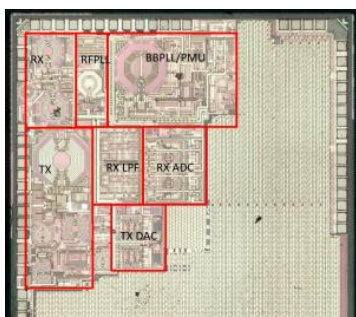 RX
RFPLL
BBPLL/PMU
TX
RX LPF
RX ADC
TX DAC